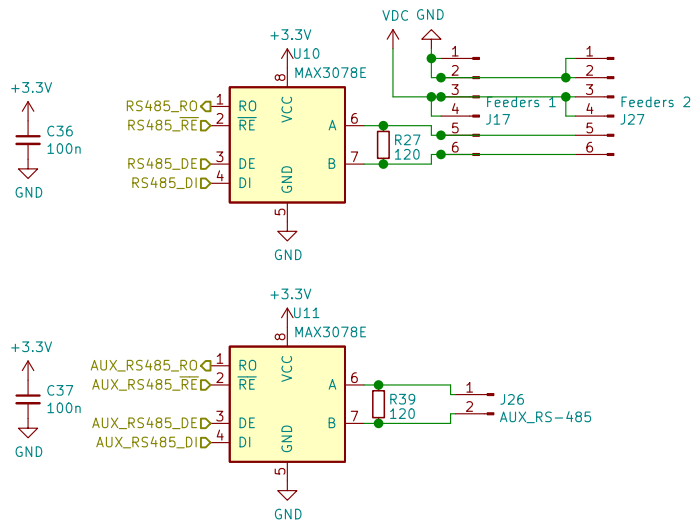 VDC GND
+3.3V
U10
MAX3078E
8
VCC
RS485_RO 1 RO
RS485_RE 2 RE
RS485_DE 3 DE
RS485_DI 4 DI
A 6
B 7
GND
5
GND
R27
120
1
2
3
4
5
6
Feeders 1
J17
1
2
3
4
5
6
Feeders 2
J27
+3.3V
C36
100n
GND
+3.3V
U11
MAX3078E
8
VCC
AUX_RS485_RO 1 RO
AUX_RS485_RE 2 RE
AUX_RS485_DE 3 DE
AUX_RS485_DI 4 DI
A 6
B 7
GND
5
GND
R39
120
1
2
J26
AUX_RS-485
+3.3V
C37
100n
GND